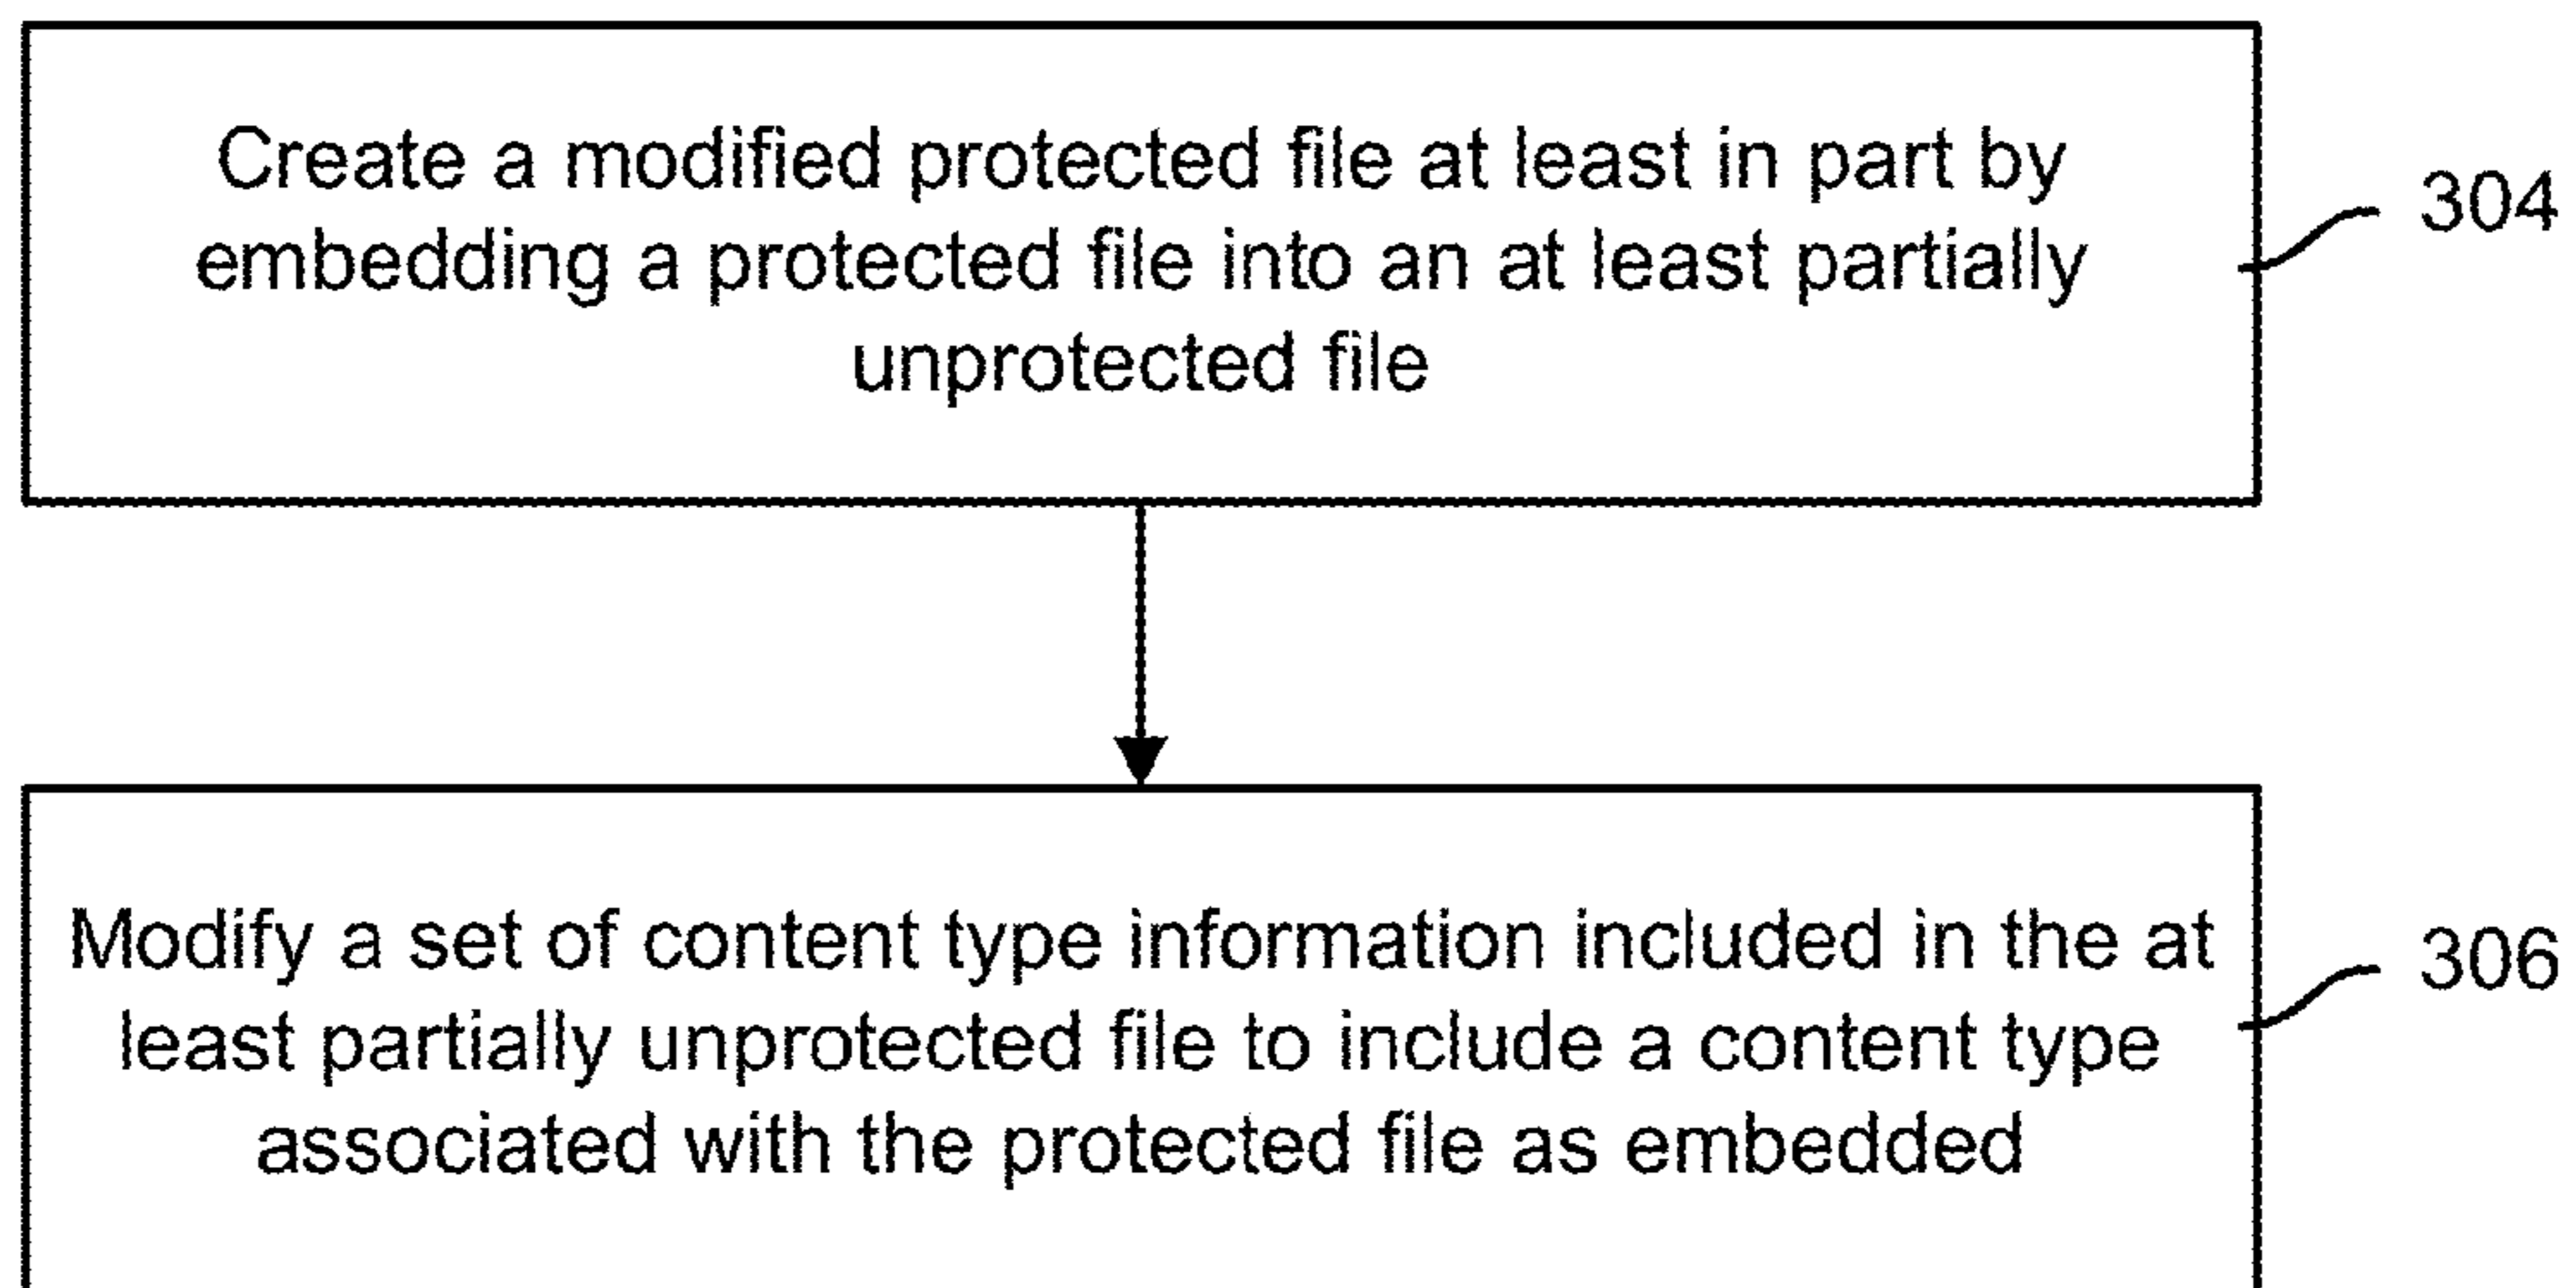 Create a modified protected file at least in part by
embedding a protected file into an at least partially
unprotected file
304
Modify a set of content type information included in the at
least partially unprotected file to include a content type
associated with the protected file as embedded
306